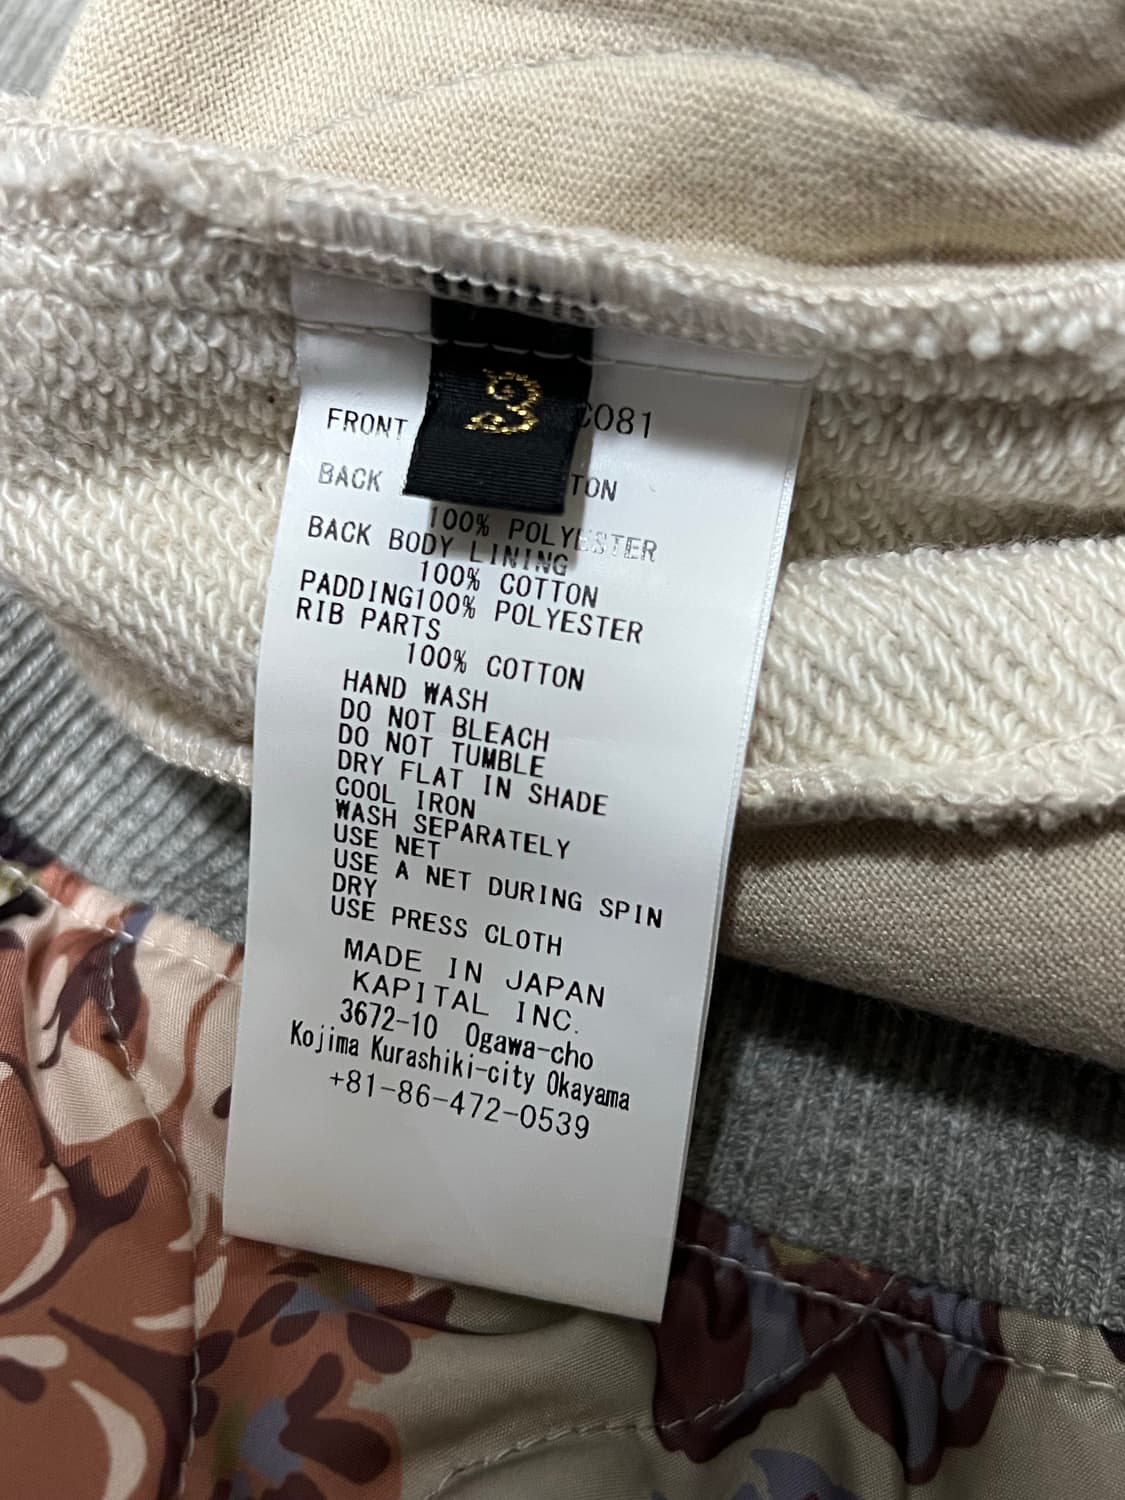 3
C081
FRONT
TON
BACK
100% POLYESTER
BACK BODY LINING
100% COTTON
PADDING100% POLYESTER
RIB PARTS
100% COTTON
HAND WASH
DO NOT BLEACH
DO NOT TUMBLE
DRY FLAT IN SHADE
COOL IRON
WASH SEPARATELY
USE NET
USE A NET DURING SPIN
DRY
USE PRESS CLOTH
MADE IN JAPAN
KAPITAL INC.
3672-10 Ogawa-cho
Kojima Kurashiki-city Okayama
+81-86-472-0539